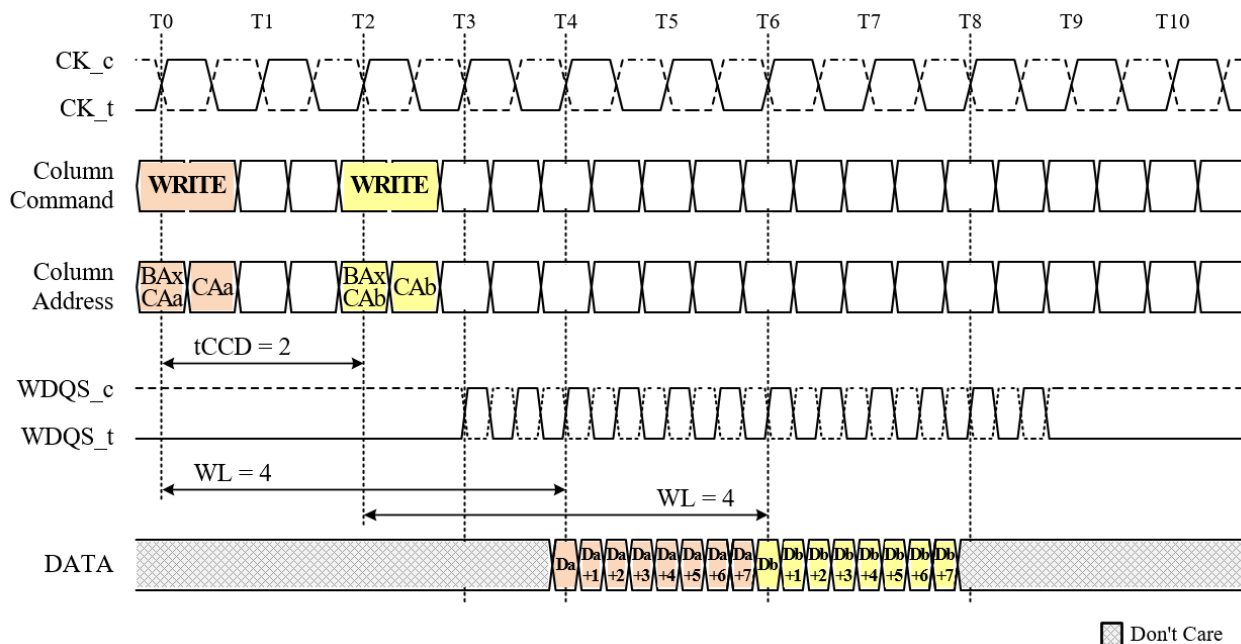 T0 T1 T2 T3 T4 T5 T6 T7 T8 T9 T10
CK_c
CK_t
Column
Command
WRITE WRITE
Column
Address
BAx
CAa
CAa
BAx
CAb
CAb
tCCD = 2
WDQS_c
WDQS_t
WL = 4
WL = 4
DATA
Da
Da
+1
Da
+2
Da
+3
Da
+4
Da
+5
Da
+6
Da
+7
Db
Db
+1
Db
+2
Db
+3
Db
+4
Db
+5
Db
+6
Db
+7
Don't Care